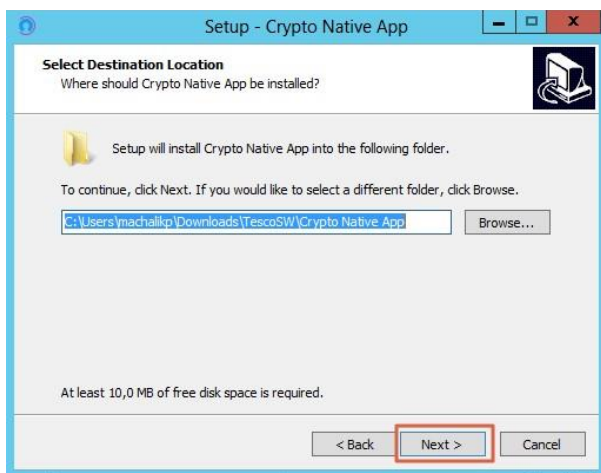 Setup - Crypto Native App
Select Destination Location
Where should Crypto Native App be installed?
Setup will install Crypto Native App into the following folder.
To continue, click Next. If you would like to select a different folder, click Browse.
C:\Users\machalikp\Downloads\TescoSW\Crypto Native App
Browse...
At least 10,0 MB of free disk space is required.
< Back Next > Cancel